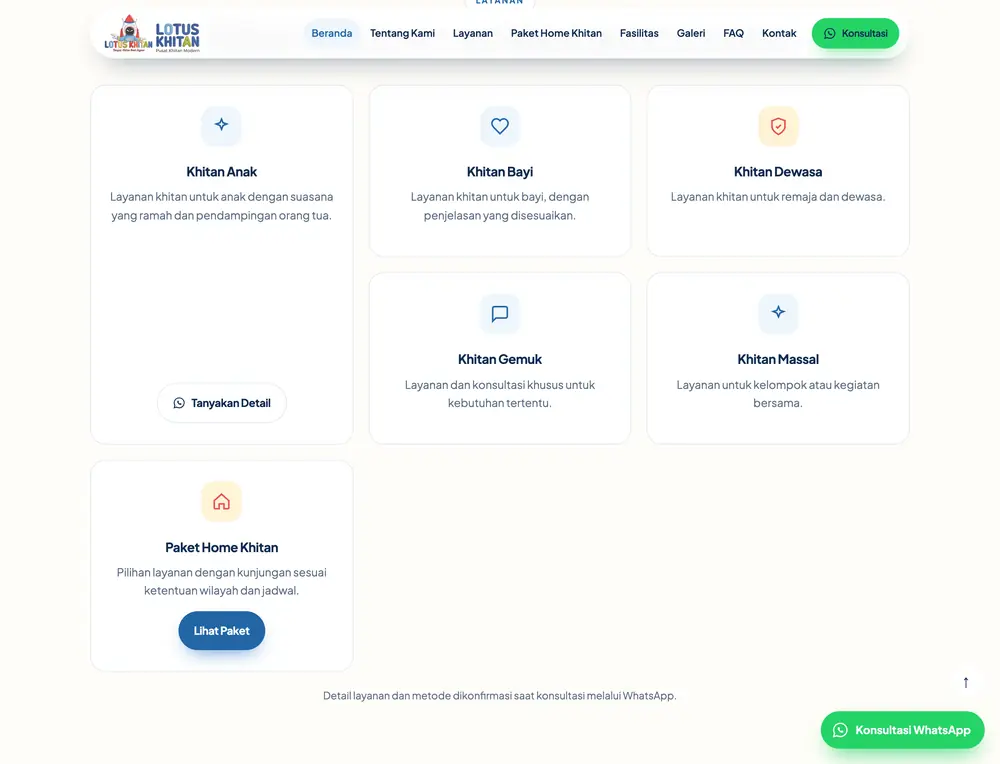 LAYANAN
LOTUS KHITAN
LOTUS
KHITAN
Pusat Khitan Modern
Beranda
Tentang Kami
Layanan
Paket Home Khitan
Fasilitas
Galeri
FAQ
Kontak
Konsultasi
Khitan Anak
Layanan khitan untuk anak dengan suasana
yang ramah dan pendampingan orang tua.
Tanyakan Detail
Khitan Bayi
Layanan khitan untuk bayi, dengan
penjelasan yang disesuaikan.
Khitan Dewasa
Layanan khitan untuk remaja dan dewasa.
Khitan Gemuk
Layanan dan konsultasi khusus untuk
kebutuhan tertentu.
Khitan Massal
Layanan untuk kelompok atau kegiatan
bersama.
Paket Home Khitan
Pilihan layanan dengan kunjungan sesuai
ketentuan wilayah dan jadwal.
Lihat Paket
Detail layanan dan metode dikonfirmasi saat konsultasi melalui WhatsApp.
↑
Konsultasi WhatsApp